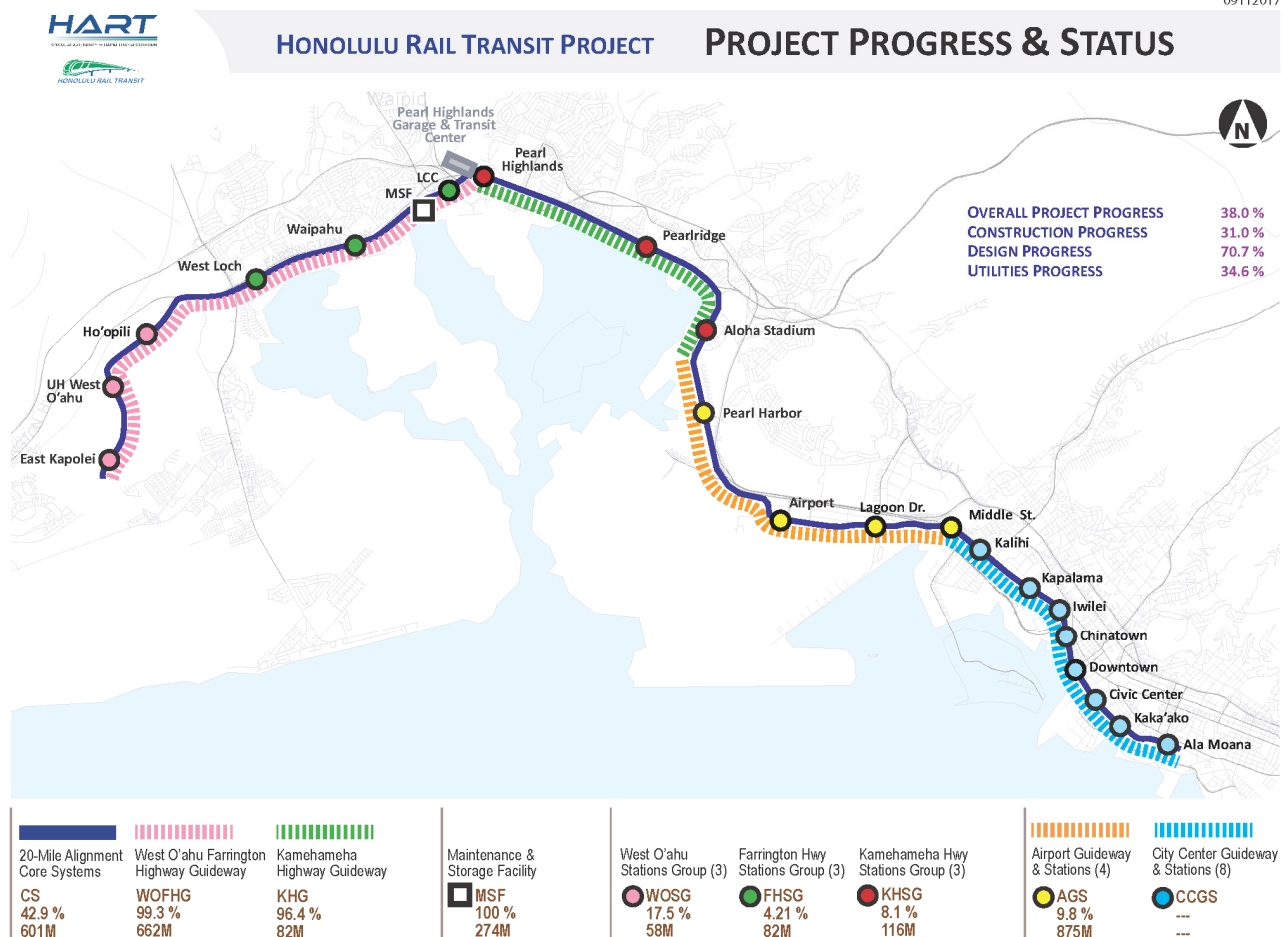 09112017
HART
HONOLULU RAIL TRANSIT
HONOLULU RAIL TRANSIT PROJECT
PROJECT PROGRESS & STATUS
Waipio
Pearl Highlands
Garage & Transit
Center
N
Pearl
Highlands
LCC
MSF
Waipahu
West Loch
Pearlridge
OVERALL PROJECT PROGRESS 38.0 %
CONSTRUCTION PROGRESS 31.0 %
DESIGN PROGRESS 70.7 %
UTILITIES PROGRESS 34.6 %
Ho'opili
Aloha Stadium
UH West
O'ahu
Pearl Harbor
East Kapolei
Airport
Lagoon Dr.
Middle St.
Kalihi
Kapalama
Iwilei
Chinatown
Downtown
Civic Center
Kaka'ako
Ala Moana
20-Mile Alignment
Core Systems
CS
42.9 %
601M
West O'ahu Farrington
Highway Guideway
WOFHG
99.3 %
662M
Kamehameha
Highway Guideway
KHG
96.4 %
82M
Maintenance &
Storage Facility
MSF
100 %
274M
West O'ahu
Stations Group (3)
WOSG
17.5 %
58M
Farrington Hwy
Stations Group (3)
FHSG
4.21 %
82M
Kamehameha Hwy
Stations Group (3)
KHSG
8.1 %
116M
Airport Guideway
& Stations (4)
AGS
9.8 %
875M
City Center Guideway
& Stations (8)
CCGS
---
---